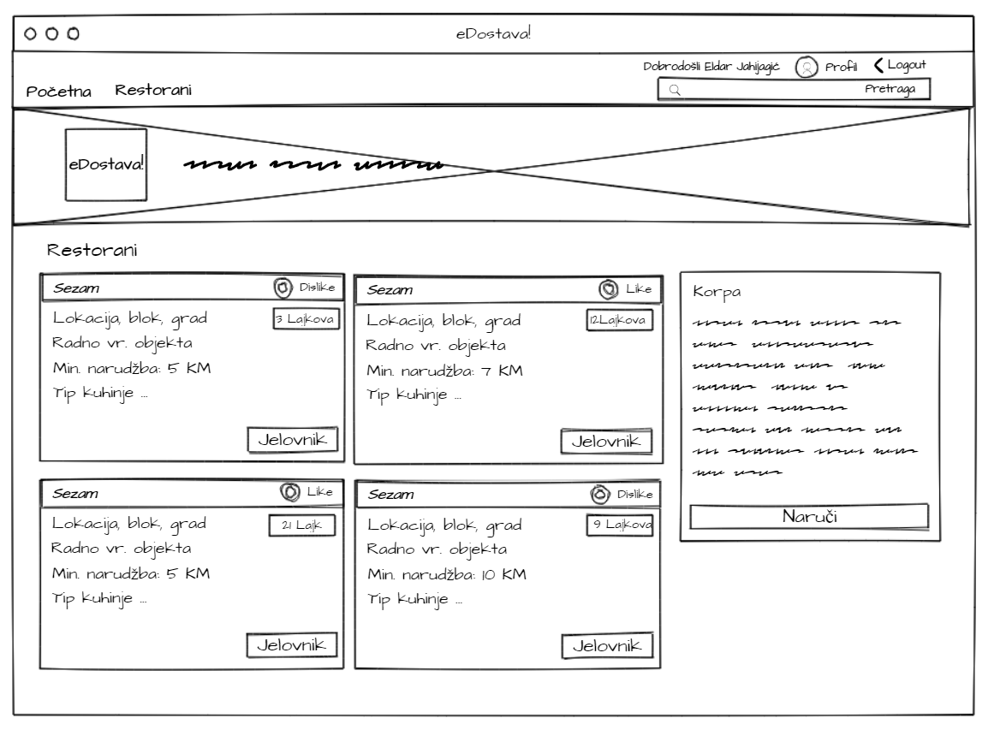 eDostava!
Dobrodošli Eldar Jahijagić Profil Logout
Početna Restorani
Pretraga
eDostava!
Restorani
Sezam Dislike
3 Lajkova
Lokacija, blok, grad
Radno vr. objekta
Min. narudžba: 5 KM
Tip kuhinje ...
Jelovnik
Sezam Like
12Lajkova
Lokacija, blok, grad
Radno vr. objekta
Min. narudžba: 7 KM
Tip kuhinje ...
Jelovnik
Korpa
Naruči
Sezam Like
21 Lajk
Lokacija, blok, grad
Radno vr. objekta
Min. narudžba: 5 KM
Tip kuhinje ...
Jelovnik
Sezam Dislike
9 Lajkova
Lokacija, blok, grad
Radno vr. objekta
Min. narudžba: 10 KM
Tip kuhinje ...
Jelovnik